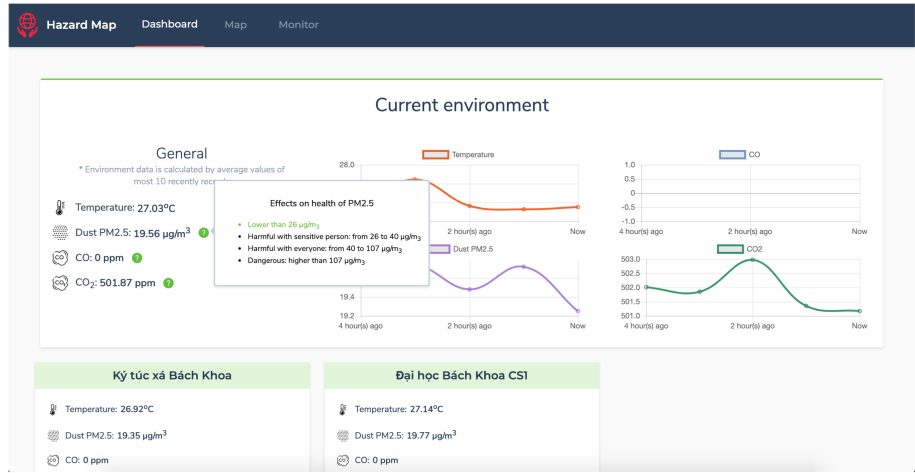 Hazard Map Dashboard Map Monitor
Current environment
General
* Environment data is calculated by average values of
most 10 recently
Temperature: 27.03°C
Dust PM2.5: 19.56 µg/m³ ?
CO: 0 ppm ?
CO₂: 501.87 ppm ?
Effects on health of PM2.5
Lower than 26 µg/m₃
Harmful with sensitive person: from 26 to 40 µg/m₃
Harmful with everyone: from 40 to 107 µg/m₃
Dangerous: higher than 107 µg/m₃
Temperature
28.0
2 hour(s) ago Now
CO
1.0
0.5
0
-0.5
-1.0
4 hour(s) ago 2 hour(s) ago Now
Dust PM2.5
19.4
19.2
4 hour(s) ago 2 hour(s) ago Now
CO2
503.0
502.5
502.0
501.5
501.0
4 hour(s) ago 2 hour(s) ago Now
Ký túc xá Bách Khoa
Temperature: 26.92°C
Dust PM2.5: 19.35 µg/m³
CO: 0 ppm
Đại học Bách Khoa CS1
Temperature: 27.14°C
Dust PM2.5: 19.77 µg/m³
CO: 0 ppm